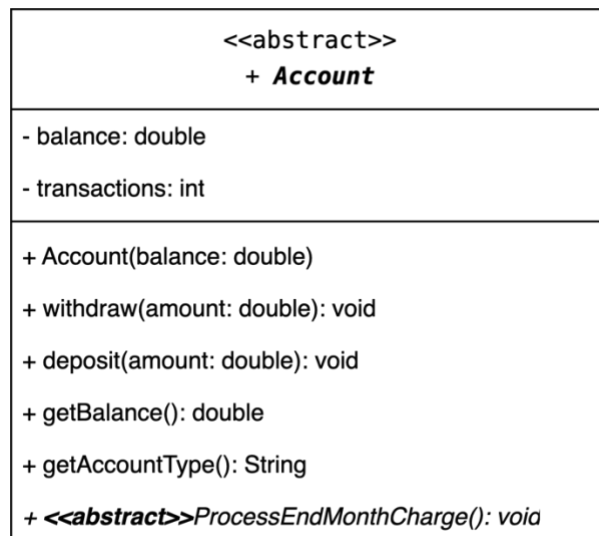 <<abstract>>
+ Account
- balance: double
- transactions: int
+ Account(balance: double)
+ withdraw(amount: double): void
+ deposit(amount: double): void
+ getBalance(): double
+ getAccountType(): String
+ <<abstract>>ProcessEndMonthCharge(): void